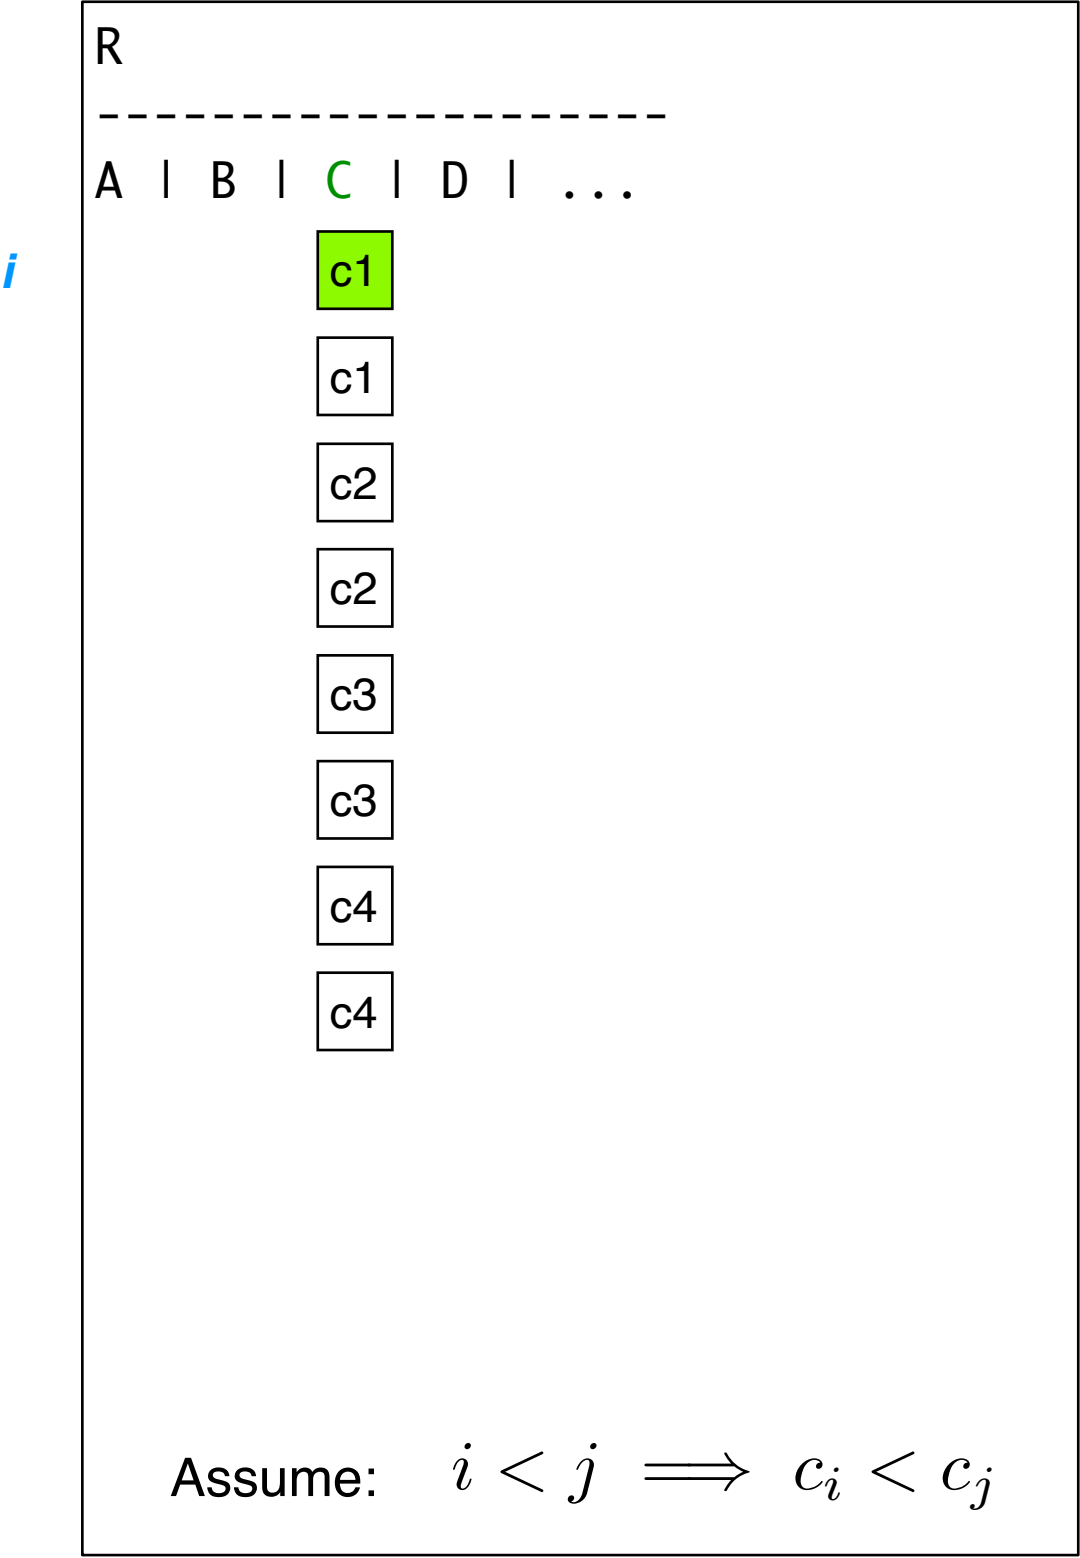 R
--------------------
A | B | C | D | ...
i
c1
c1
c2
c2
c3
c3
c4
c4
Assume: i < j ⟹ c_i < c_j